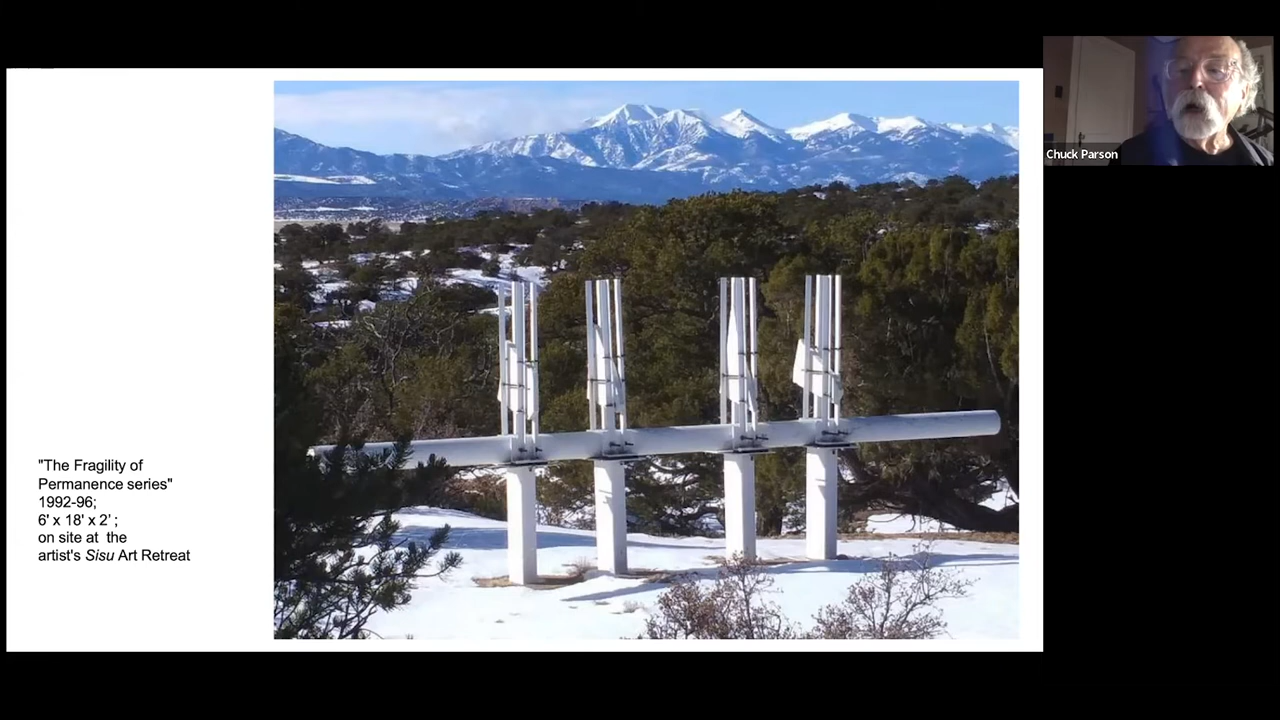 "The Fragility of
Permanence series"
1992-96;
6' x 18' x 2' ;
on site at the
artist's Sisu Art Retreat
Chuck Parson